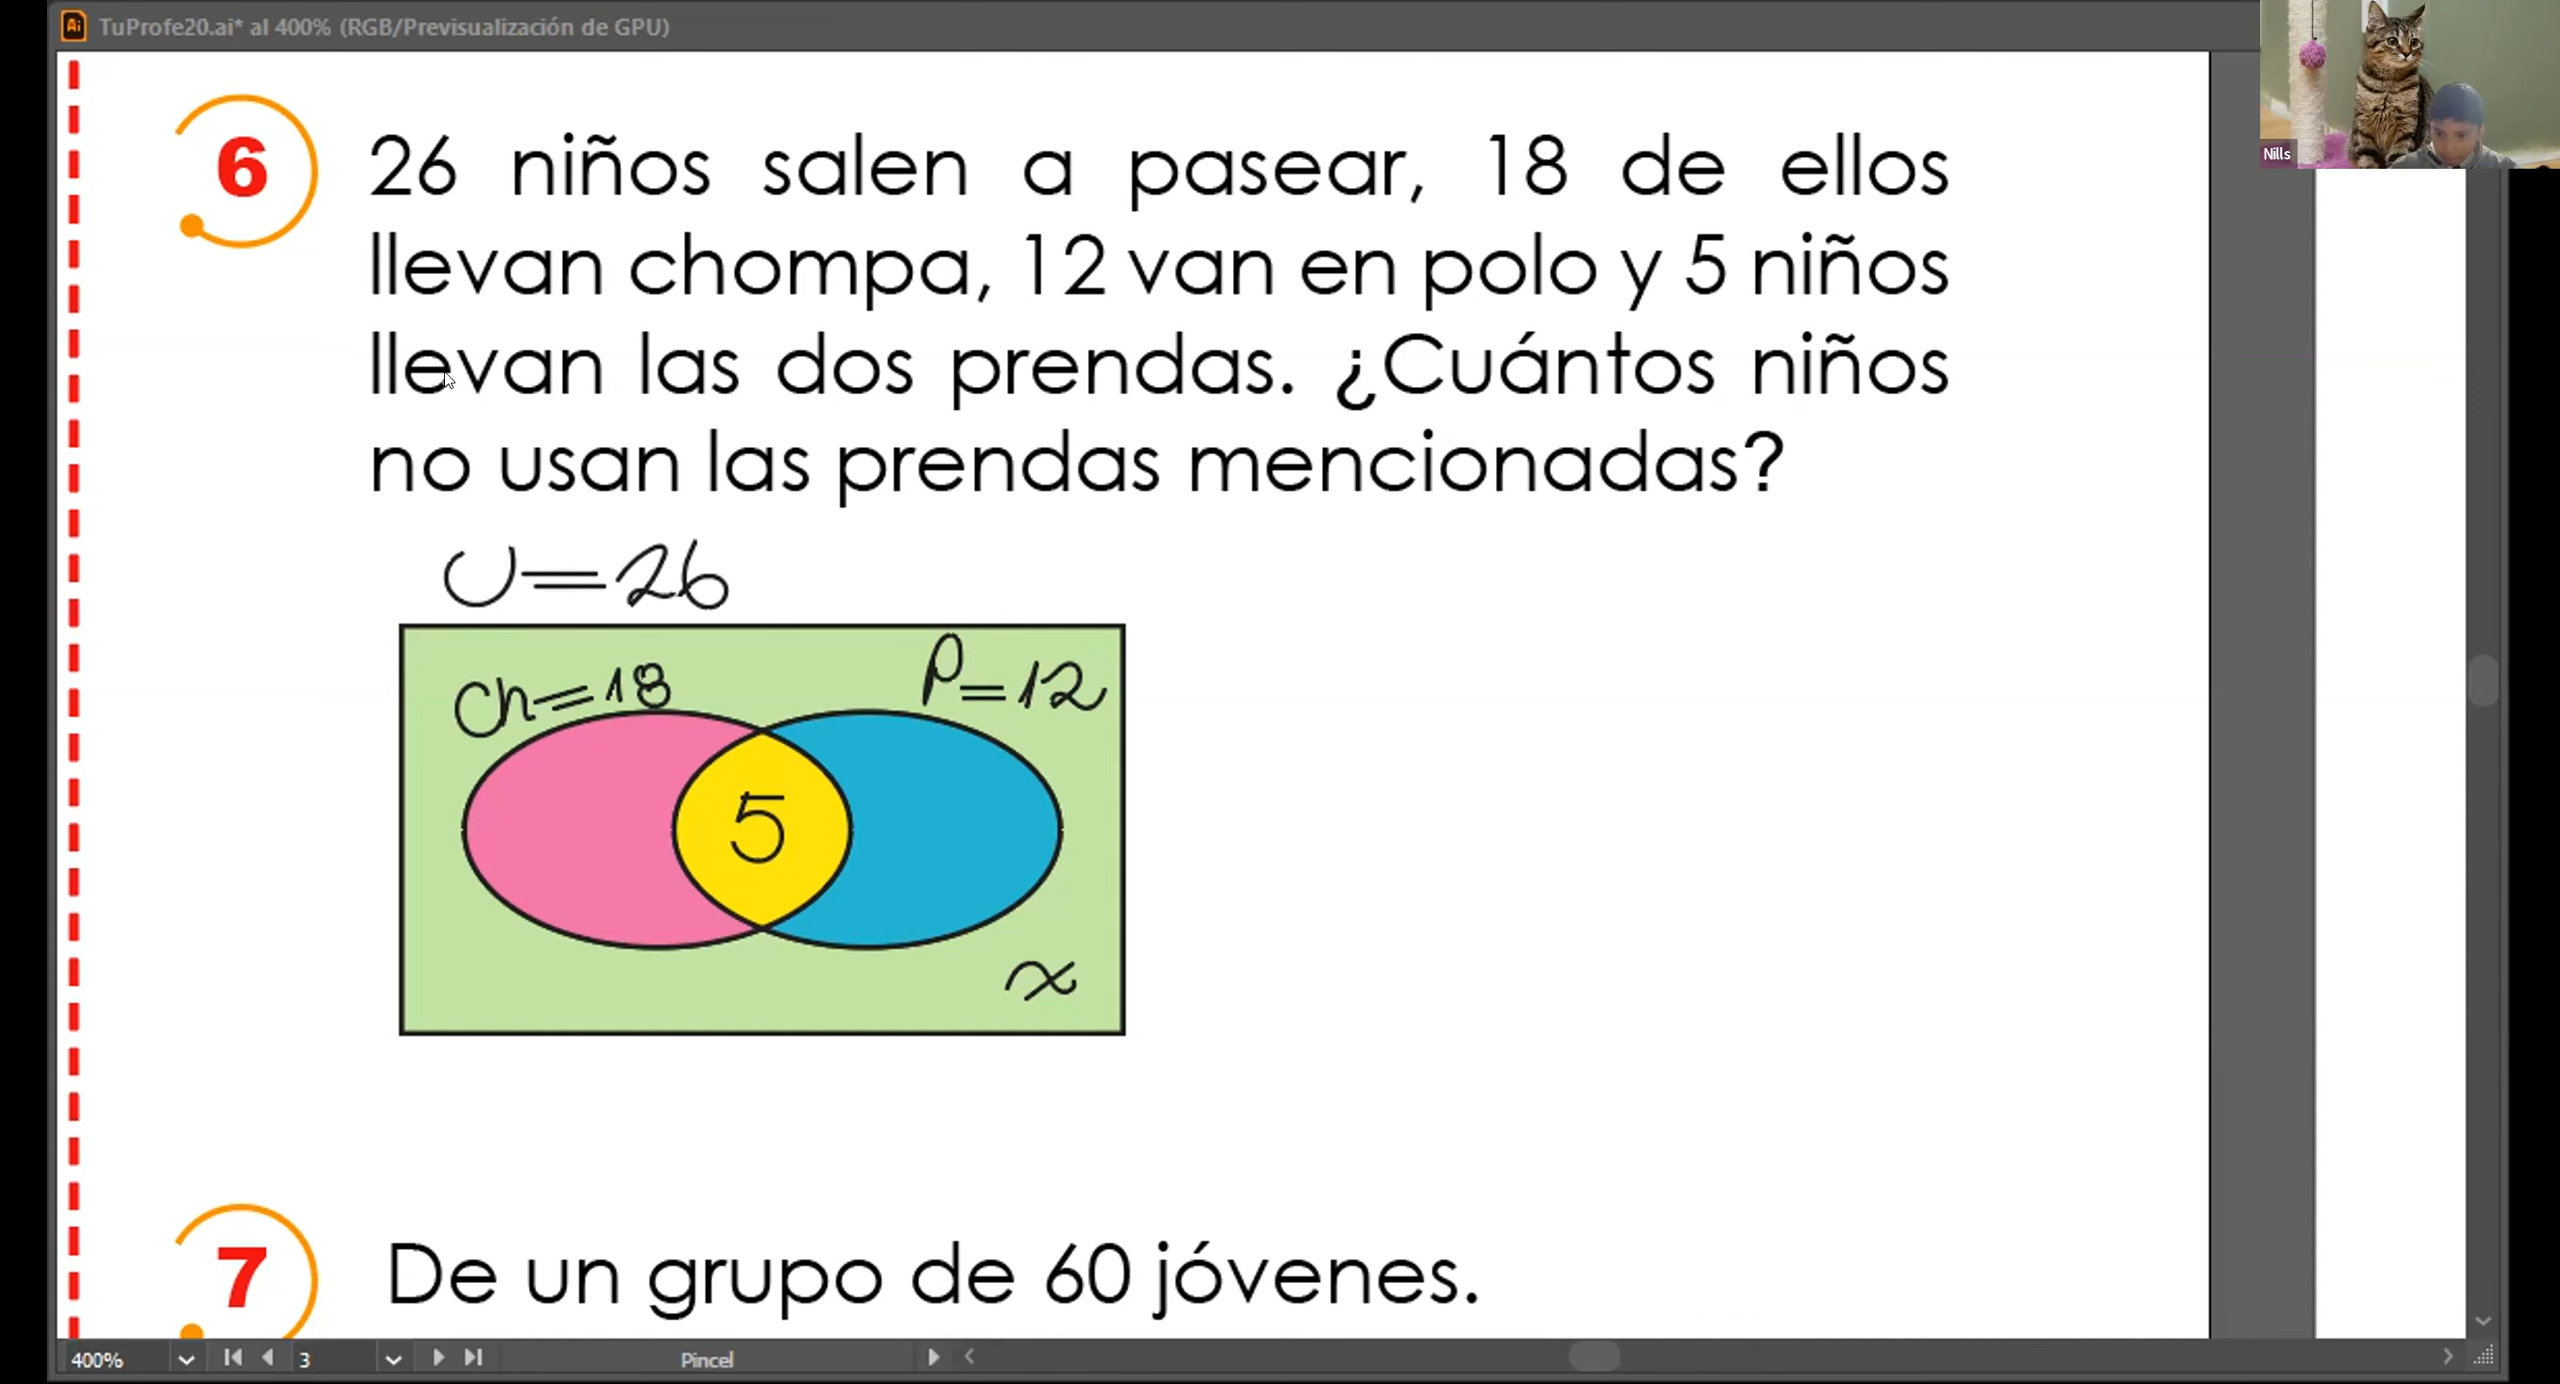 TuProfe20.ai* al 400% (RGB/Previsualización de GPU)
Nills
6
26 niños salen a pasear, 18 de ellos
llevan chompa, 12 van en polo y 5 niños
llevan las dos prendas. ¿Cuántos niños
no usan las prendas mencionadas?
U=26
Ch=18
P=12
5
x
7
De un grupo de 60 jóvenes.
400%
3
Pincel